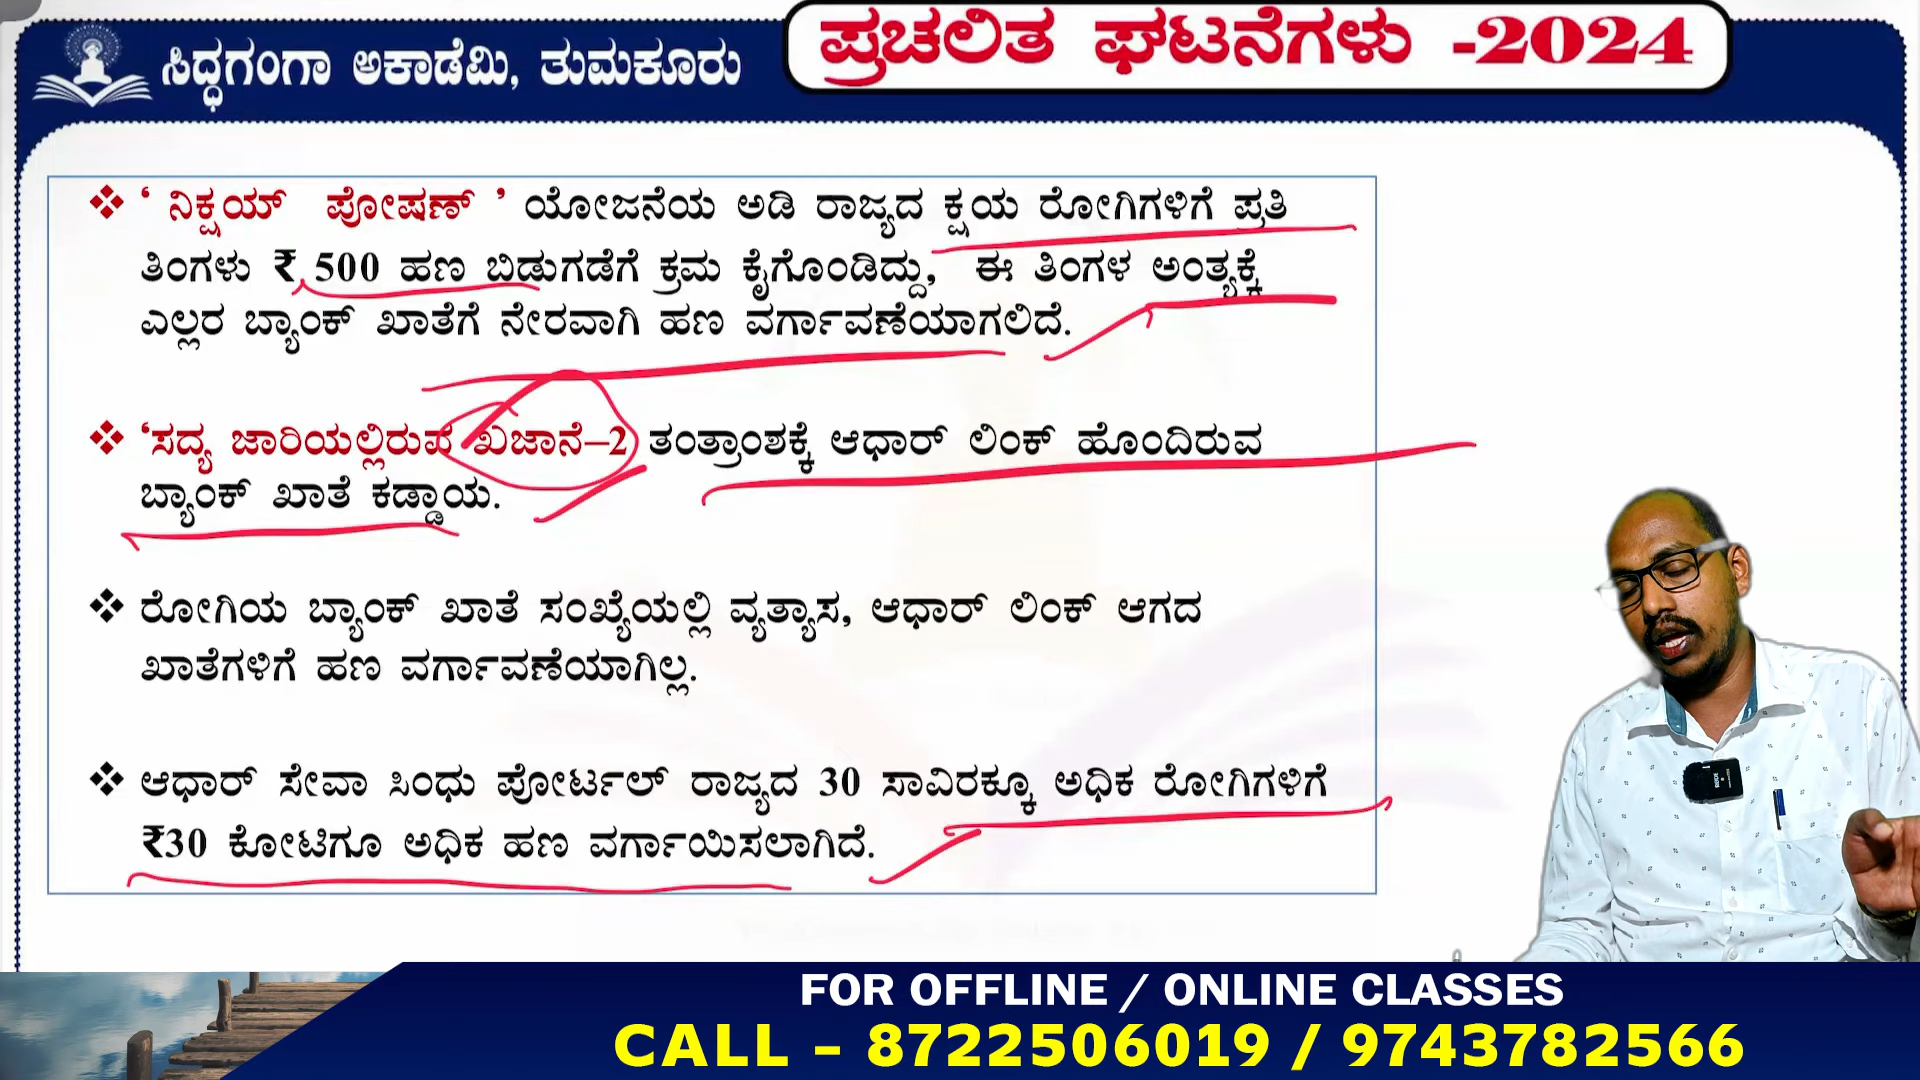 ಸಿದ್ಧಗಂಗಾ ಅಕಾಡೆಮಿ, ತುಮಕೂರು
ಪ್ರಚಲಿತ ಘಟನೆಗಳು -2024
❖ ‘ ನಿಕ್ಷಯ್ ಪೋಷಣ್ ’ ಯೋಜನೆಯ ಅಡಿ ರಾಜ್ಯದ ಕ್ಷಯ ರೋಗಿಗಳಿಗೆ ಪ್ರತಿ
ತಿಂಗಳು ₹ 500 ಹಣ ಬಿಡುಗಡೆಗೆ ಕ್ರಮ ಕೈಗೊಂಡಿದ್ದು, ಈ ತಿಂಗಳ ಅಂತ್ಯಕ್ಕೆ
ಎಲ್ಲರ ಬ್ಯಾಂಕ್ ಖಾತೆಗೆ ನೇರವಾಗಿ ಹಣ ವರ್ಗಾವಣೆಯಾಗಲಿದೆ.
❖ ‘ಸದ್ಯ ಜಾರಿಯಲ್ಲಿರುವ ಖಜಾನೆ–2 ತಂತ್ರಾಂಶಕ್ಕೆ ಆಧಾರ್ ಲಿಂಕ್ ಹೊಂದಿರುವ
ಬ್ಯಾಂಕ್ ಖಾತೆ ಕಡ್ಡಾಯ.
❖ ರೋಗಿಯ ಬ್ಯಾಂಕ್ ಖಾತೆ ಸಂಖ್ಯೆಯಲ್ಲಿ ವ್ಯತ್ಯಾಸ, ಆಧಾರ್ ಲಿಂಕ್ ಆಗದ
ಖಾತೆಗಳಿಗೆ ಹಣ ವರ್ಗಾವಣೆಯಾಗಿಲ್ಲ.
❖ ಆಧಾರ್ ಸೇವಾ ಸಿಂಧು ಪೋರ್ಟಲ್ ರಾಜ್ಯದ 30 ಸಾವಿರಕ್ಕೂ ಅಧಿಕ ರೋಗಿಗಳಿಗೆ
₹30 ಕೋಟಿಗೂ ಅಧಿಕ ಹಣ ವರ್ಗಾಯಿಸಲಾಗಿದೆ.
FOR OFFLINE / ONLINE CLASSES
CALL – 8722506019 / 9743782566